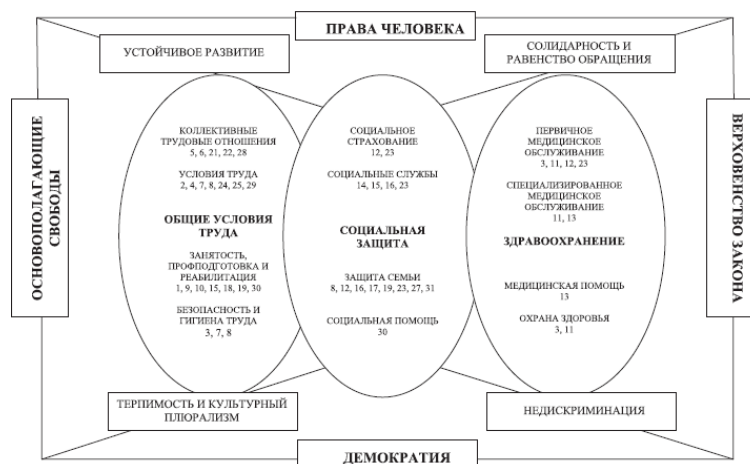 ПРАВА ЧЕЛОВЕКА
УСТОЙЧИВОЕ РАЗВИТИЕ
СОЛИДАРНОСТЬ И
РАВЕНСТВО ОБРАЩЕНИЯ
ОСНОВОПОЛАГАЮЩИЕ
СВОБОДЫ
КОЛЛЕКТИВНЫЕ
ТРУДОВЫЕ ОТНОШЕНИЯ
5, 6, 21, 22, 28
УСЛОВИЯ ТРУДА
2, 4, 7, 8, 24, 25, 29
ОБЩИЕ УСЛОВИЯ
ТРУДА
ЗАНЯТОСТЬ,
ПРОФПОДГОТОВКА И
РЕАБИЛИТАЦИЯ
1, 9, 10, 15, 18, 19, 30
БЕЗОПАСНОСТЬ И
ГИГИЕНА ТРУДА
3, 7, 8
СОЦИАЛЬНОЕ
СТРАХОВАНИЕ
12, 23
СОЦИАЛЬНЫЕ СЛУЖБЫ
14, 15, 16, 23
СОЦИАЛЬНАЯ
ЗАЩИТА
ЗАЩИТА СЕМЬИ
8, 12, 16, 17, 19, 23, 27, 31
СОЦИАЛЬНАЯ ПОМОЩЬ
30
ПЕРВИЧНОЕ
МЕДИЦИНСКОЕ
ОБСЛУЖИВАНИЕ
3, 11, 12, 23
СПЕЦИАЛИЗИРОВАННОЕ
МЕДИЦИНСКОЕ
ОБСЛУЖИВАНИЕ
11, 13
ЗДРАВООХРАНЕНИЕ
МЕДИЦИНСКАЯ ПОМОЩЬ
13
ОХРАНА ЗДОРОВЬЯ
3, 11
ВЕРХОВЕНСТВО ЗАКОНА
ТЕРПИМОСТЬ И КУЛЬТУРНЫЙ
ПЛЮРАЛИЗМ
НЕДИСКРИМИНАЦИЯ
ДЕМОКРАТИЯ